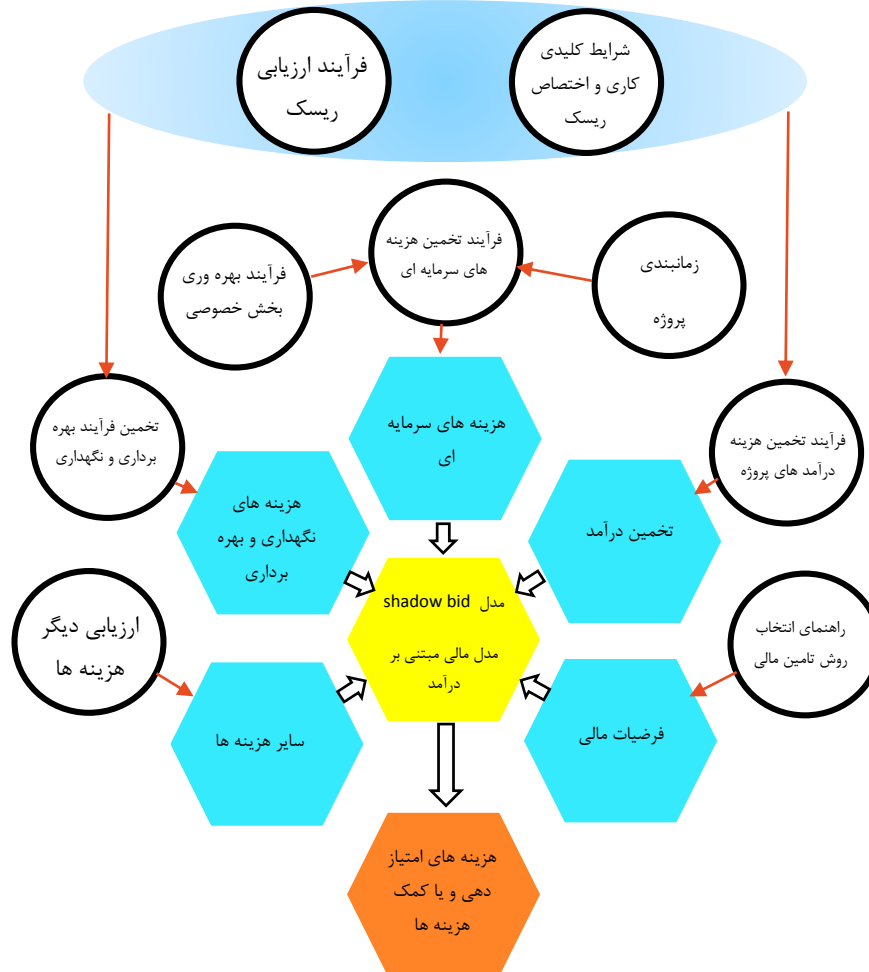 شرایط کلیدی
کاری و اختصاص
ریسک
فرآیند ارزیابی
ریسک
زمانبندی
پروژه
فرآیند تخمین هزینه
های سرمایه ای
فرآیند بهره وری
بخش خصوصی
هزینه های سرمایه
ای
فرآیند تخمین هزینه
درآمد های پروژه
تخمین فرآیند بهره
برداری و نگهداری
تخمین درآمد
هزینه های
نگهداری و بهره
برداری
مدل shadow bid
مدل مالی مبتنی بر
درآمد
راهنمای انتخاب
روش تامین مالی
ارزیابی دیگر
هزینه ها
فرضیات مالی
سایر هزینه ها
هزینه های امتیاز
دهی و یا کمک
هزینه ها